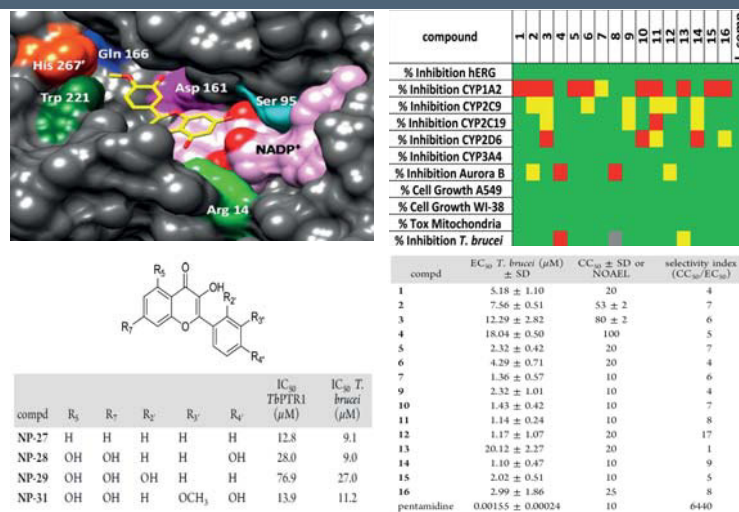 His 267'
Gln 166
Trp 221
Asp 161
Ser 95
NADP⁺
Arg 14
compound 1 2 3 4 5 6 7 8 9 10 11 12 13 14 15 16
% Inhibition hERG
% Inhibition CYP1A2
% Inhibition CYP2C9
% Inhibition CYP2C19
% Inhibition CYP2D6
% Inhibition CYP3A4
% Inhibition Aurora B
% Cell Growth A549
% Cell Growth WI-38
% Tox Mitochondria
% Inhibition T. brucei
R₅ O
OH
R₂'
R₃'
R₇ O
R₄'
compd R₅ R₇ R₂' R₃' R₄' IC₅₀ TbPTR1 (μM) IC₅₀ T. brucei (μM)
NP-27 H H H H H 12.8 9.1
NP-28 OH OH H H OH 28.0 9.0
NP-29 OH OH OH H H 76.9 27.0
NP-31 OH OH H OCH₃ OH 13.9 11.2
compd EC₅₀ T. brucei (μM) ± SD CC₅₀ ± SD or NOAEL selectivity index (CC₅₀/EC₅₀)
1 5.18 ± 1.10 20 4
2 7.56 ± 0.51 53 ± 2 7
3 12.29 ± 2.82 80 ± 2 6
4 18.04 ± 0.50 100 5
5 2.32 ± 0.42 20 7
6 4.29 ± 0.71 20 4
7 1.36 ± 0.57 10 6
9 2.32 ± 1.01 10 4
10 1.43 ± 0.42 10 7
11 1.14 ± 0.24 10 8
12 1.17 ± 1.07 20 17
13 20.12 ± 2.27 20 1
14 1.10 ± 0.47 10 9
15 2.02 ± 0.51 10 5
16 2.99 ± 1.86 25 8
pentamidine 0.00155 ± 0.00024 10 6440